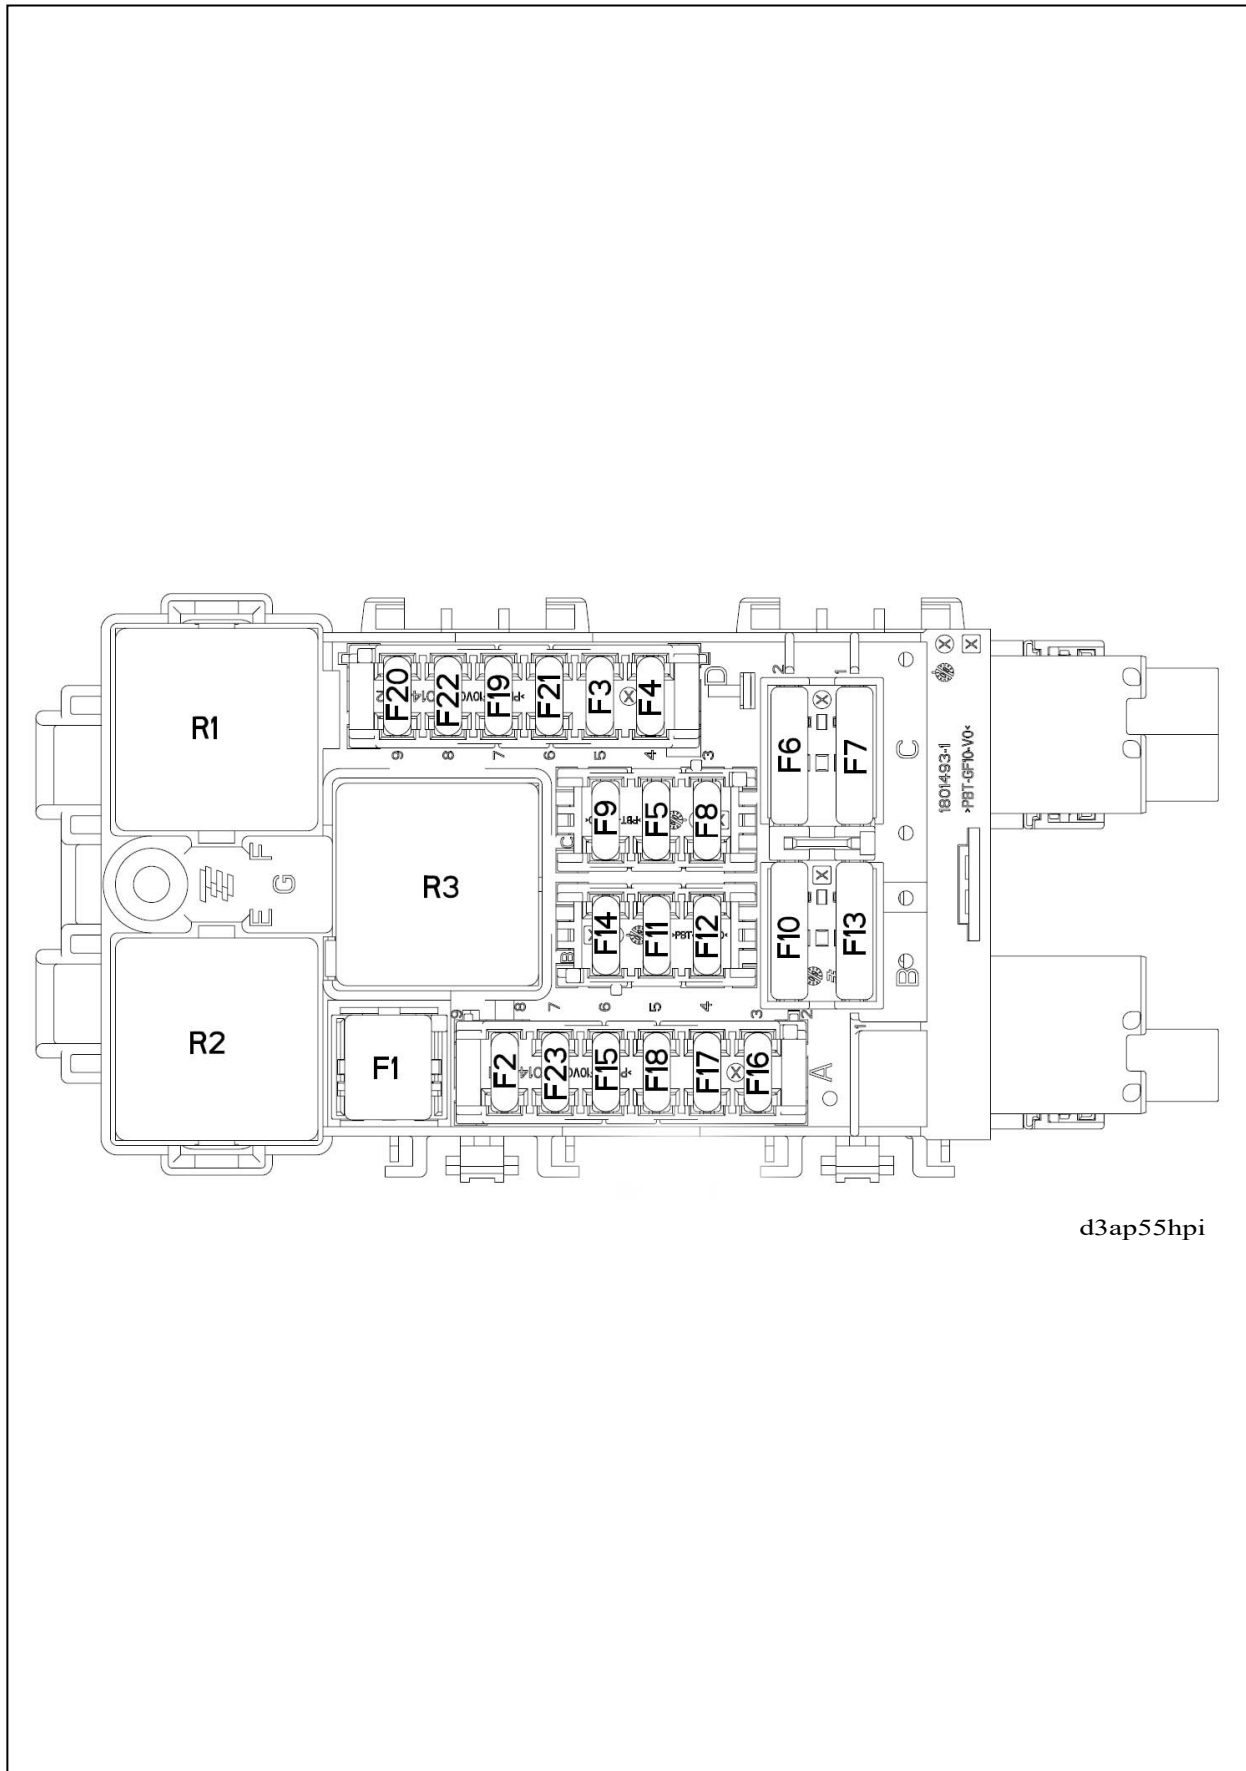 R1
F20
F22
F19
F21
F3
F4
D
2
1
F6
F7
C
1801493-1
>PBT-GF10-V0<
9
8
7
6
5
4
3
C
F9
F5
F8
F
G
E
R3
B
F14
F11
F12
F10
F13
B
R2
F1
9
8
7
6
5
4
3
2
1
F2
F23
F15
F18
F17
F16
A
d3ap55hpi